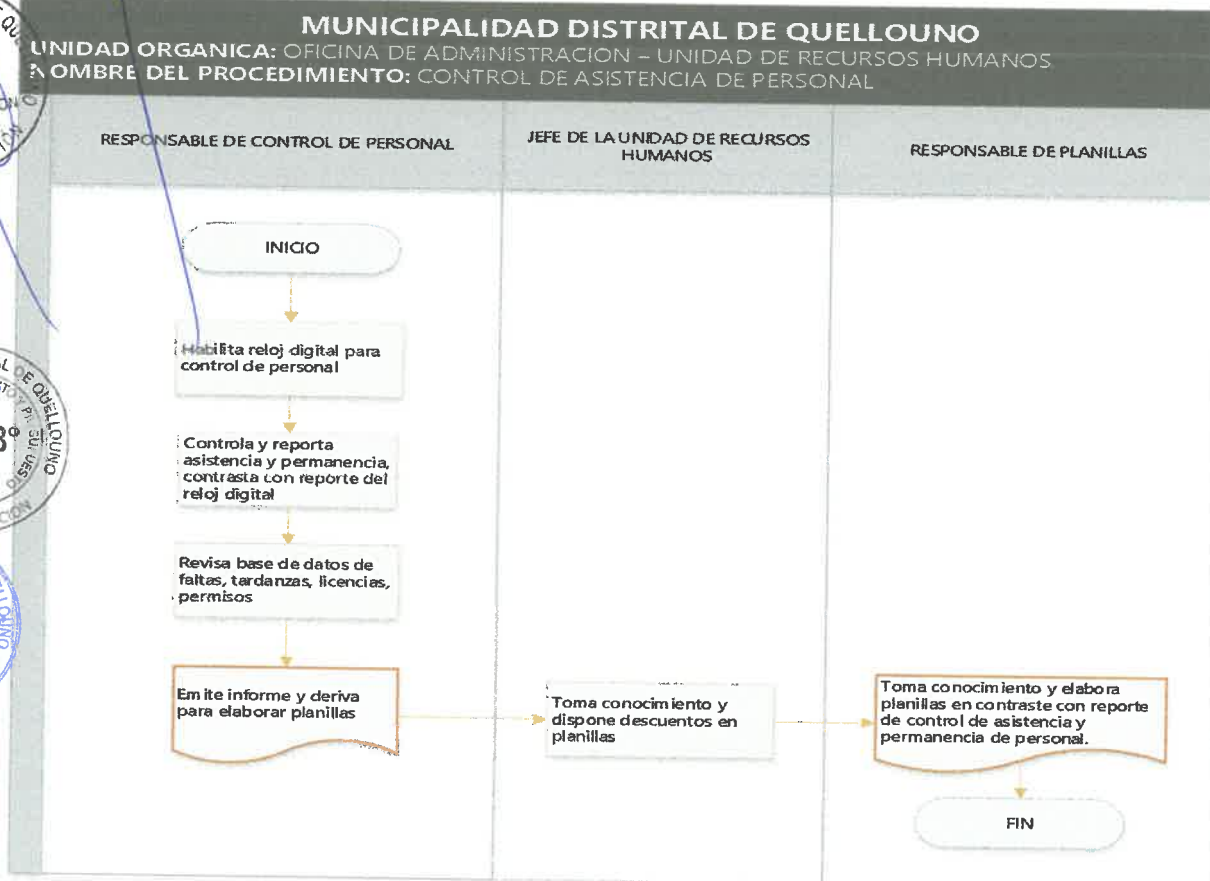 MUNICIPALIDAD DISTRITAL DE QUELLOUNO
UNIDAD ORGANICA: OFICINA DE ADMINISTRACION – UNIDAD DE RECURSOS HUMANOS
NOMBRE DEL PROCEDIMIENTO: CONTROL DE ASISTENCIA DE PERSONAL
RESPONSABLE DE CONTROL DE PERSONAL
JEFE DE LA UNIDAD DE RECURSOS
HUMANOS
RESPONSABLE DE PLANILLAS
INICIO
Habilita reloj digital para
control de personal
Controla y reporta
asistencia y permanencia,
contrasta con reporte del
reloj digital
Revisa base de datos de
faltas, tardanzas, licencias,
permisos
Emite informe y deriva
para elaborar planillas
Toma conocimiento y
dispone descuentos en
planillas
Toma conocimiento y elabora
planillas en contraste con reporte
de control de asistencia y
permanencia de personal.
FIN
DE QUELLOUNO